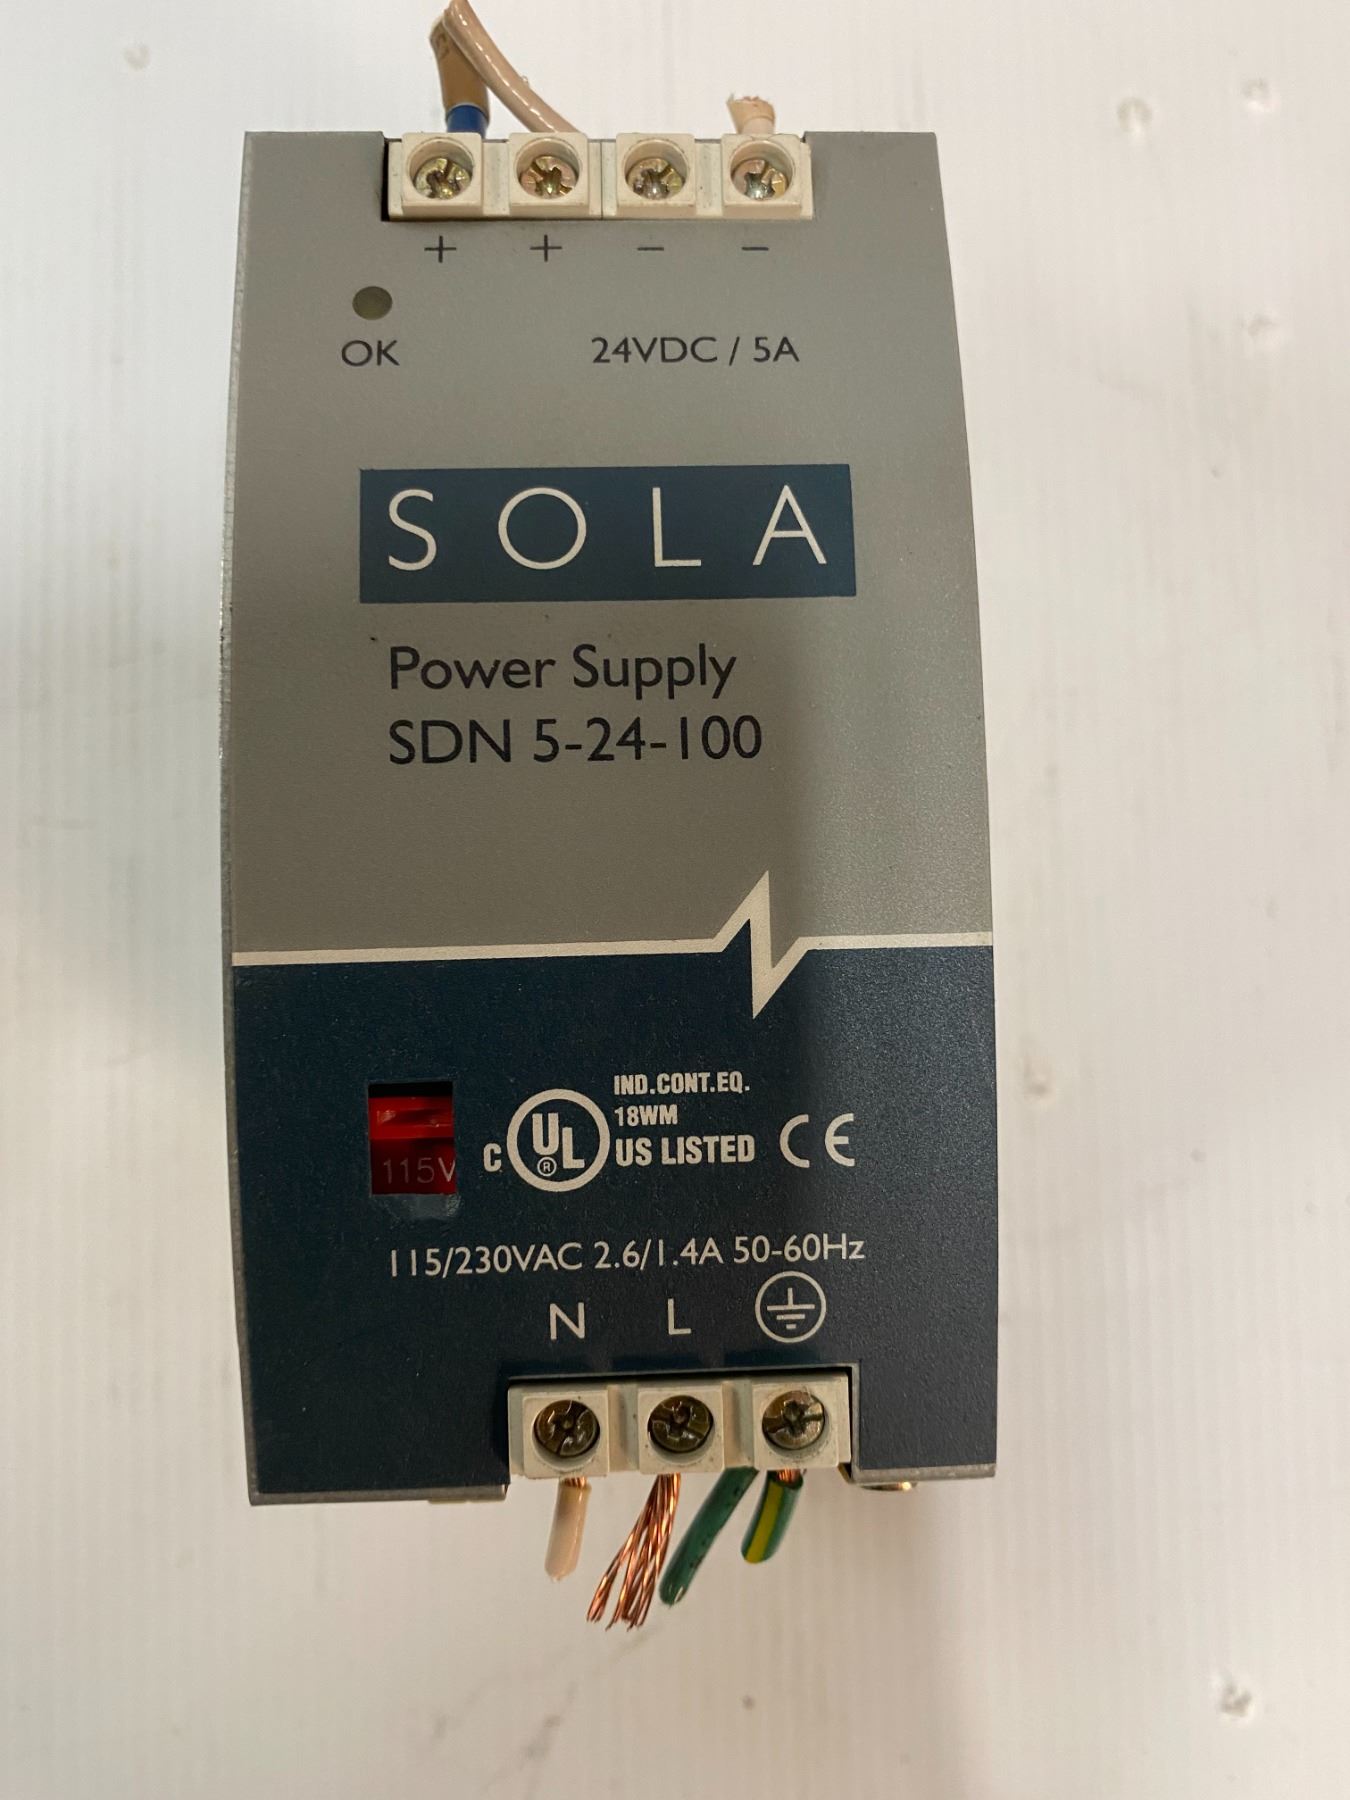 + + − −
OK
24VDC / 5A
SOLA
Power Supply
SDN 5-24-100
IND.CONT.EQ.
18WM
C UL ® US LISTED CE
115V
115/230VAC 2.6/1.4A 50-60Hz
N L